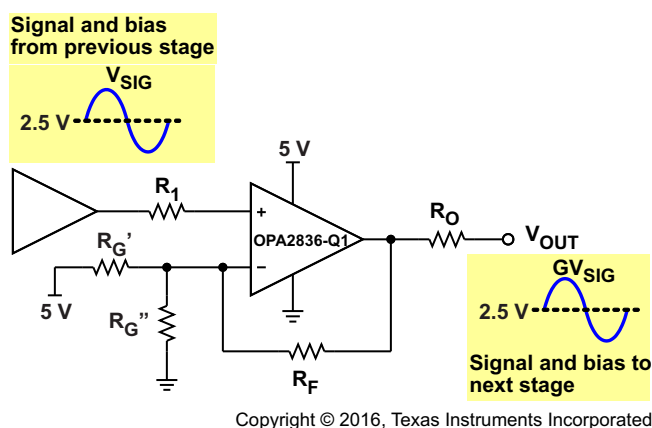 Signal and bias
from previous stage
VSIG
2.5 V
5 V
R1
+
OPA2836-Q1
−
RO
VOUT
RG’
5 V
RG”
RF
GVSIG
2.5 V
Signal and bias to
next stage
Copyright © 2016, Texas Instruments Incorporated